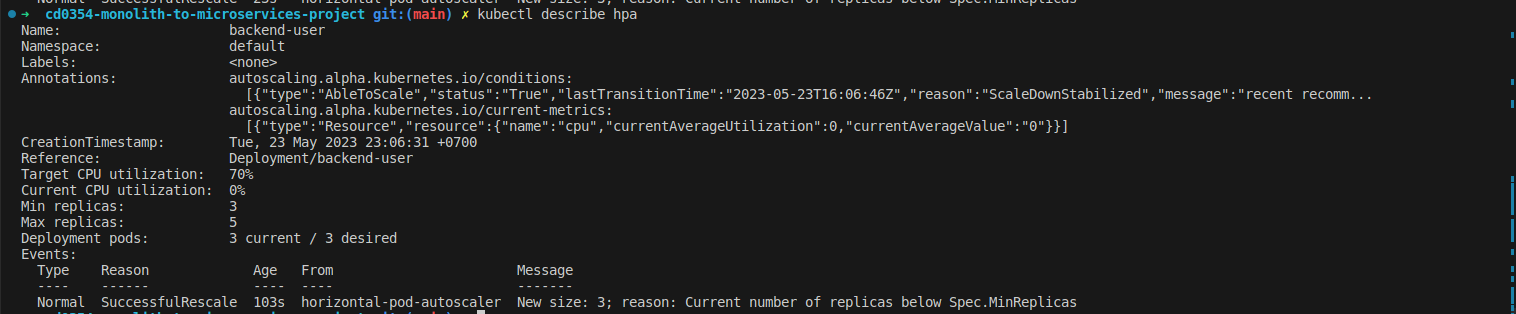 Normal SuccessfulRescale 23s horizontal-pod-autoscaler New size: 3; reason: Current number of replicas below Spec.MinReplicas
➜ cd0354-monolith-to-microservices-project git:(main) ✗ kubectl describe hpa
Name: backend-user
Namespace: default
Labels: <none>
Annotations: autoscaling.alpha.kubernetes.io/conditions:
[{"type":"AbleToScale","status":"True","lastTransitionTime":"2023-05-23T16:06:46Z","reason":"ScaleDownStabilized","message":"recent recomm...
autoscaling.alpha.kubernetes.io/current-metrics:
[{"type":"Resource","resource":{"name":"cpu","currentAverageUtilization":0,"currentAverageValue":"0"}}]
CreationTimestamp: Tue, 23 May 2023 23:06:31 +0700
Reference: Deployment/backend-user
Target CPU utilization: 70%
Current CPU utilization: 0%
Min replicas: 3
Max replicas: 5
Deployment pods: 3 current / 3 desired
Events:
Type Reason Age From Message
---- ------ ---- ---- -------
Normal SuccessfulRescale 103s horizontal-pod-autoscaler New size: 3; reason: Current number of replicas below Spec.MinReplicas